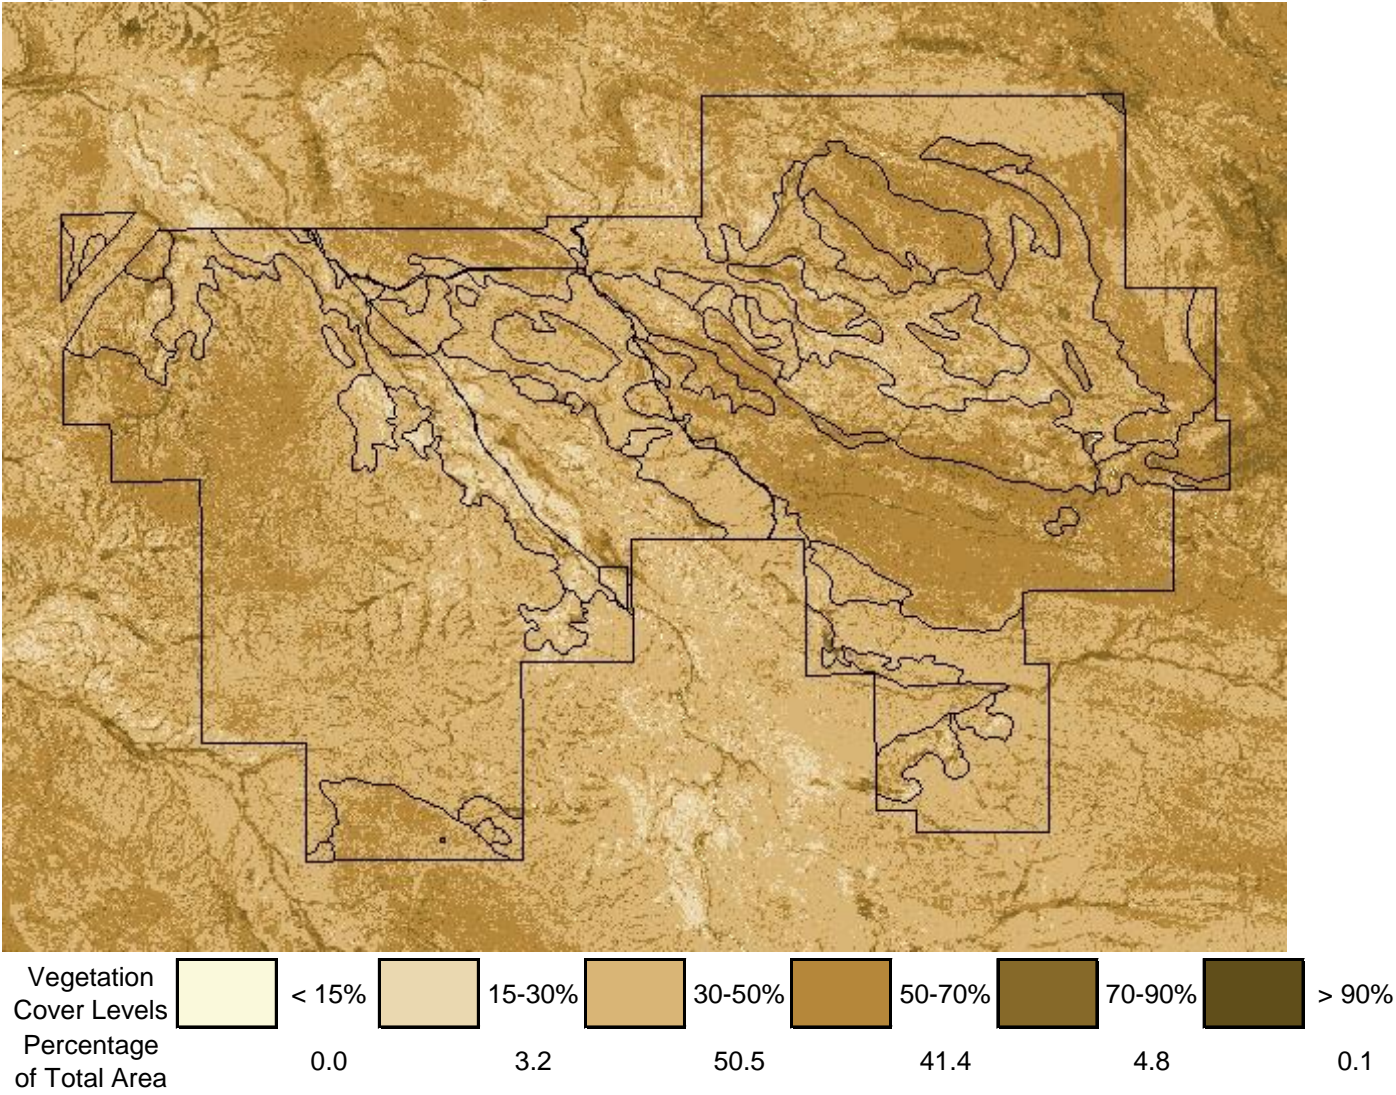 Vegetation
Cover Levels
< 15% 15-30% 30-50% 50-70% 70-90% > 90%
Percentage
of Total Area
0.0 3.2 50.5 41.4 4.8 0.1